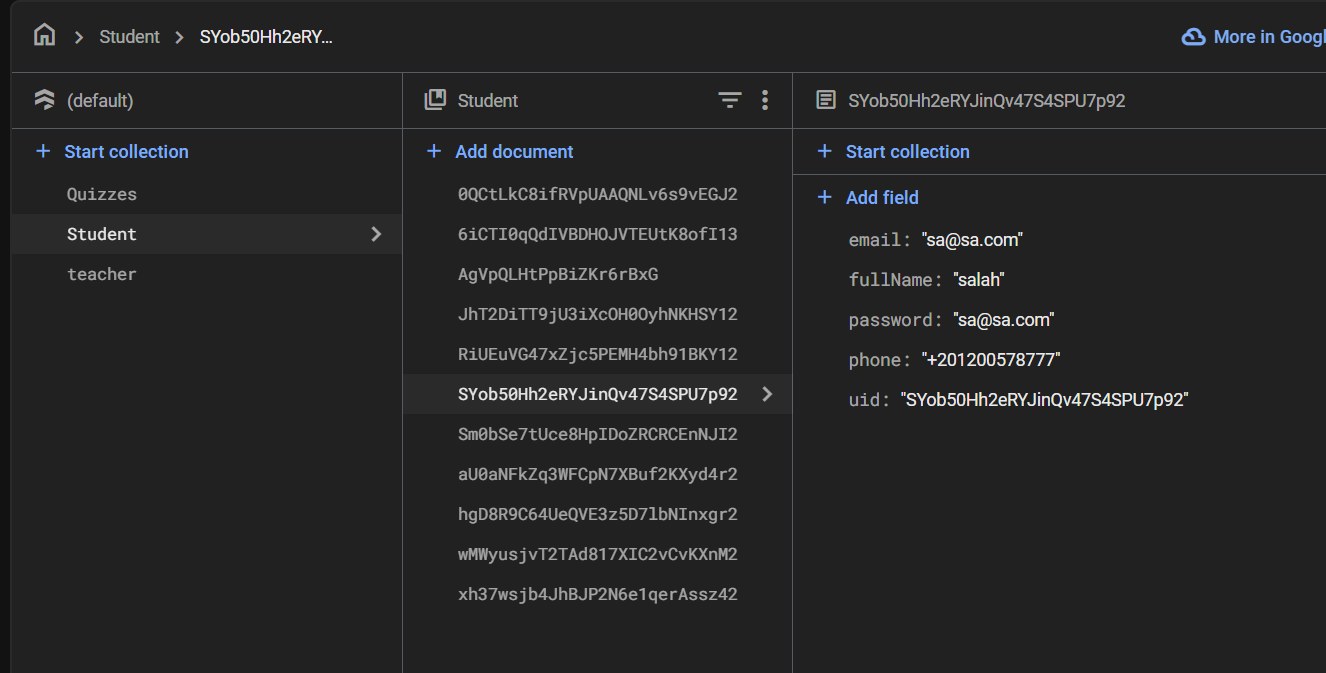 Student
SYob50Hh2eRY…
More in Googl
(default)
Start collection
Quizzes
Student
teacher
Student
Add document
0QCtLkC8ifRVpUAAQNLv6s9vEGJ2
6iCTI0qQdIVBDHOJVTEUtK8ofI13
AgVpQLHtPpBiZKr6rBxG
JhT2DiTT9jU3iXcOH0OyhNKHSY12
RiUEuVG47xZjc5PEMH4bh91BKY12
SYob50Hh2eRYJinQv47S4SPU7p92
Sm0bSe7tUce8HpIDoZRCRCEnNJI2
aU0aNFkZq3WFCpN7XBuf2KXyd4r2
hgD8R9C64UeQVE3z5D7lbNInxgr2
wMWyusjvT2TAd817XIC2vCvKXnM2
xh37wsjb4JhBJP2N6e1qerAssz42
SYob50Hh2eRYJinQv47S4SPU7p92
Start collection
Add field
email: "sa@sa.com"
fullName: "salah"
password: "sa@sa.com"
phone: "+201200578777"
uid: "SYob50Hh2eRYJinQv47S4SPU7p92"